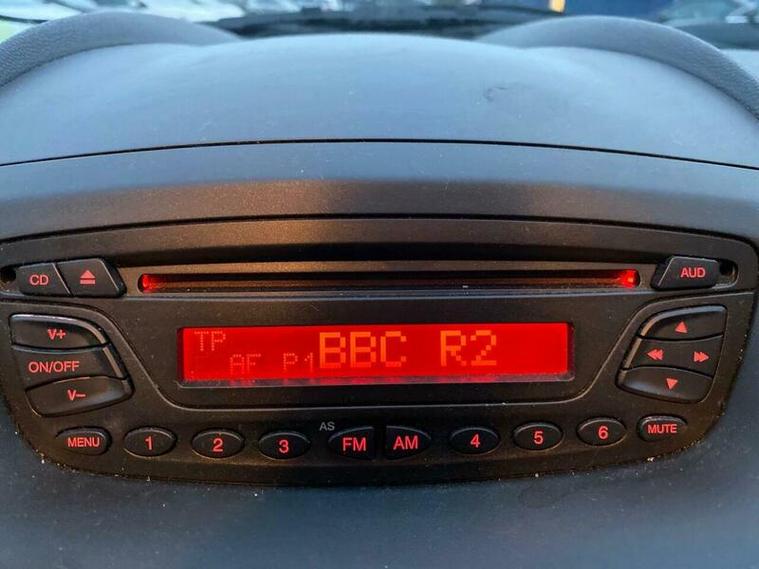 CD
AUD
V+
ON/OFF
V−
TP
AF P1 BBC R2
MENU 1 2 3 AS FM AM 4 5 6 MUTE